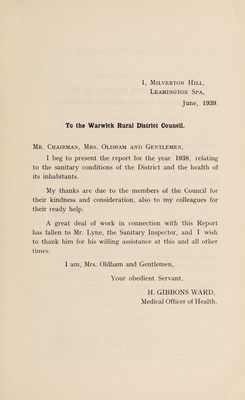 1, Milverton Hill,
Leamington Spa,
June, 1939.
To the Warwick Rural District Council.
Mr. Chairman, Mrs. Oldham and Gentlemen,
I beg to present the report for the year 1938, relating
to the sanitary conditions of the District and the health of
its inhabitants.
My thanks are due to the members of the Council for
their kindness and consideration, also to my colleagues for
their ready help.
A great deal of work in connection with this Report
has fallen to Mr. Lyne, the Sanitary Inspector, and I wish
to thank him for his willing assistance at this and all other
times.
I am, Mrs. Oldham and Gentlemen,
Your obedient Servant,
H. GIBBONS WARD,
Medical Officer of Health.